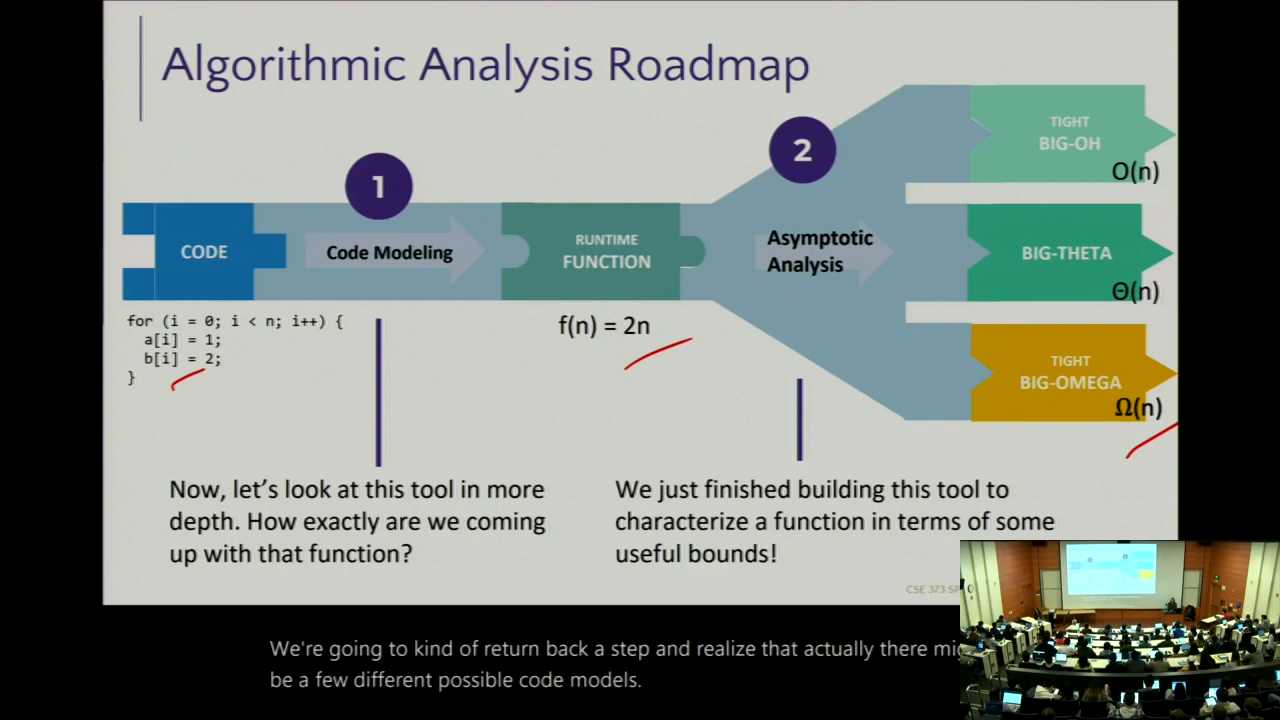 Algorithmic Analysis Roadmap
1
2
CODE
Code Modeling
RUNTIME
FUNCTION
Asymptotic
Analysis
TIGHT
BIG-OH
O(n)
BIG-THETA
Θ(n)
TIGHT
BIG-OMEGA
Ω(n)
for (i = 0; i < n; i++) {
a[i] = 1;
b[i] = 2;
}
f(n) = 2n
Now, let's look at this tool in more
depth. How exactly are we coming
up with that function?
We just finished building this tool to
characterize a function in terms of some
useful bounds!
CSE 373
We're going to kind of return back a step and realize that actually there
be a few different possible code models.